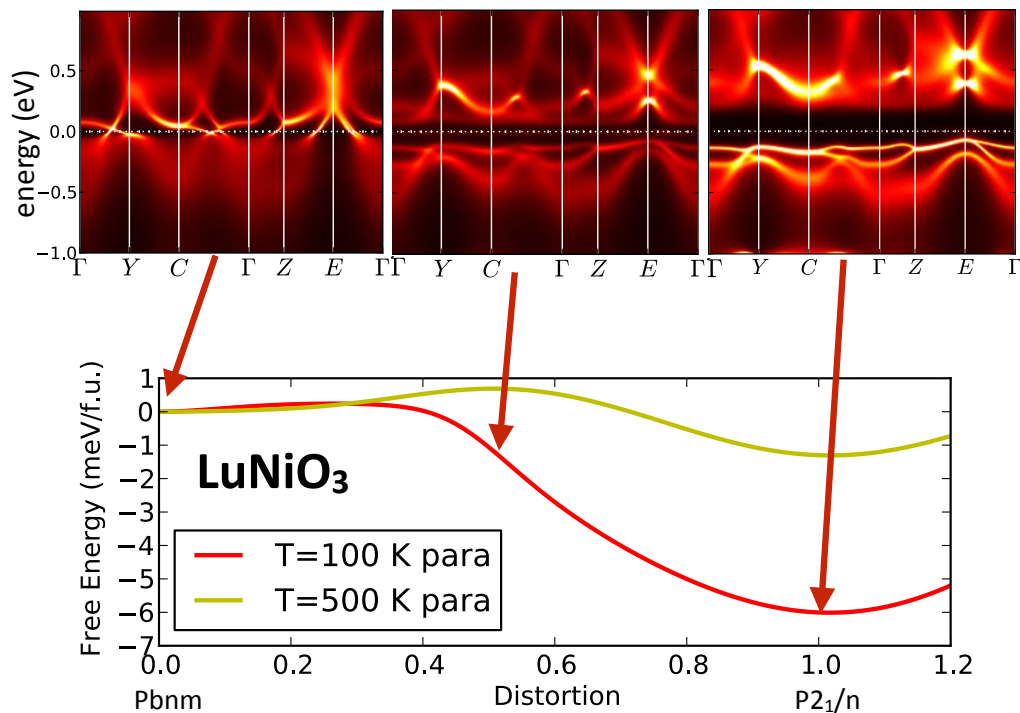 energy (eV)
0.5
0.0
−0.5
−1.0
Γ Y C Γ Z E Γ
Γ Y C Γ Z E Γ
Γ Y C Γ Z E Γ
Free Energy (meV/f.u.)
1
0
−1
−2
−3
−4
−5
−6
−7
LuNiO₃
T=100 K para
T=500 K para
0.0 0.2 0.4 0.6 0.8 1.0 1.2
Pbnm Distortion P2₁/n